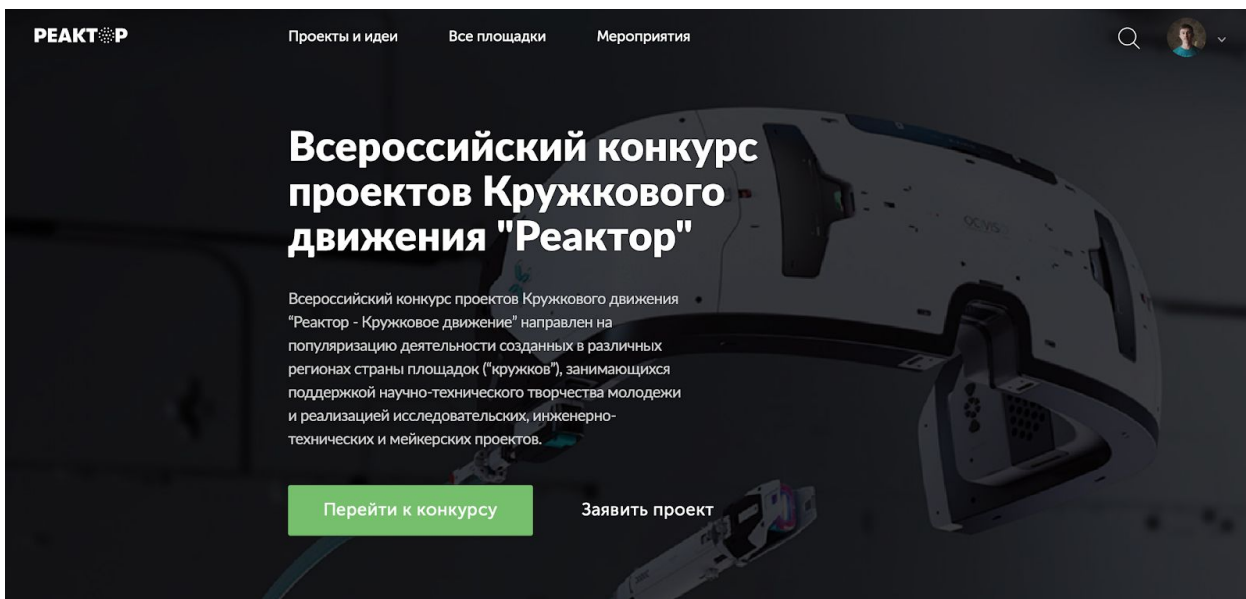 РЕАКТОР
Проекты и идеи
Все площадки
Мероприятия
Всероссийский конкурс
проектов Кружкового
движения "Реактор"
Всероссийский конкурс проектов Кружкового движения
“Реактор - Кружковое движение” направлен на
популяризацию деятельности созданных в различных
регионах страны площадок (“кружков”), занимающихся
поддержкой научно-технического творчества молодежи
и реализацией исследовательских, инженерно-
технических и мейкерских проектов.
Перейти к конкурсу
Заявить проект